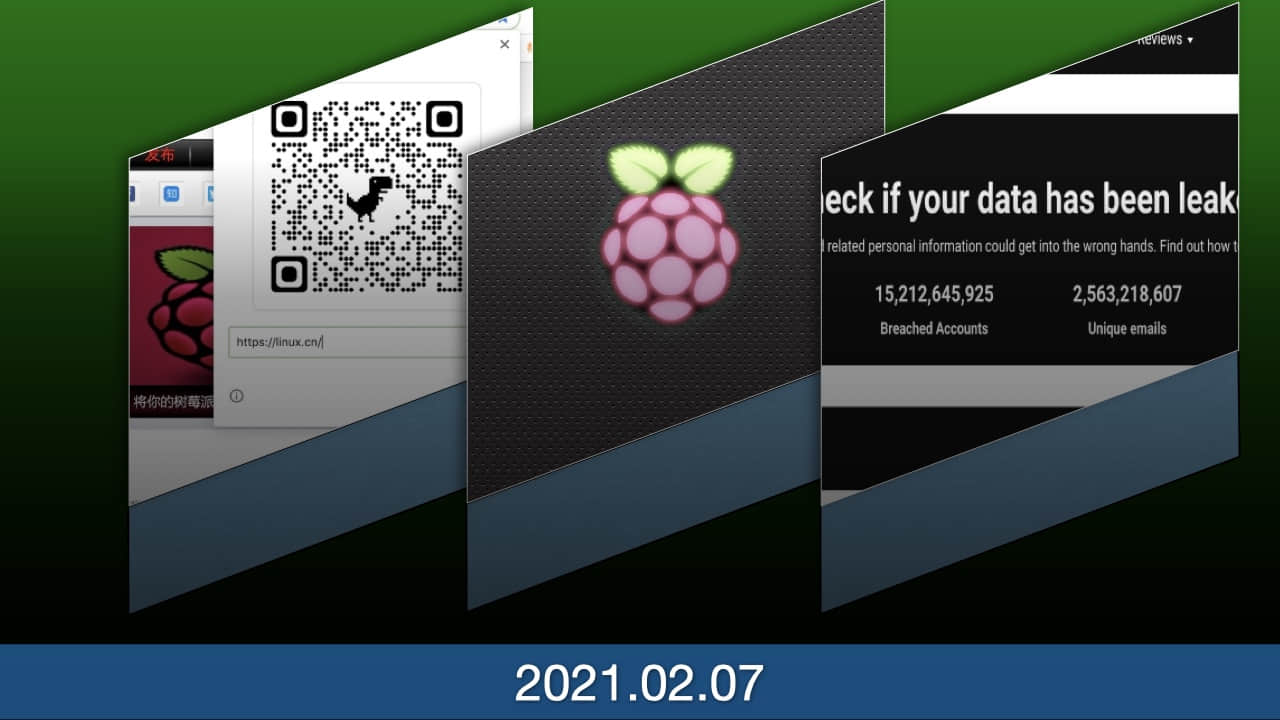 发布
知
将你的树莓派
https://linux.cn/
Reviews ▾
eck if your data has been leak
related personal information could get into the wrong hands. Find out how
15,212,645,925
2,563,218,607
Breached Accounts
Unique emails
2021.02.07